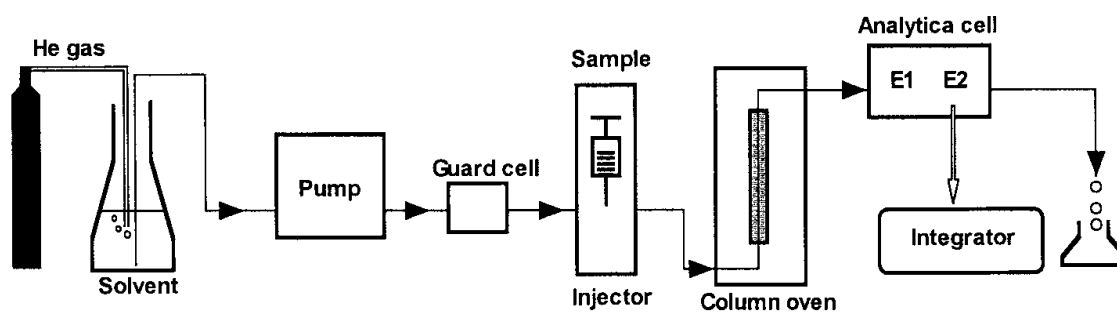 He gas
Solvent
Pump
Guard cell
Sample
Injector
Column oven
Analytica cell
E1 E2
Integrator